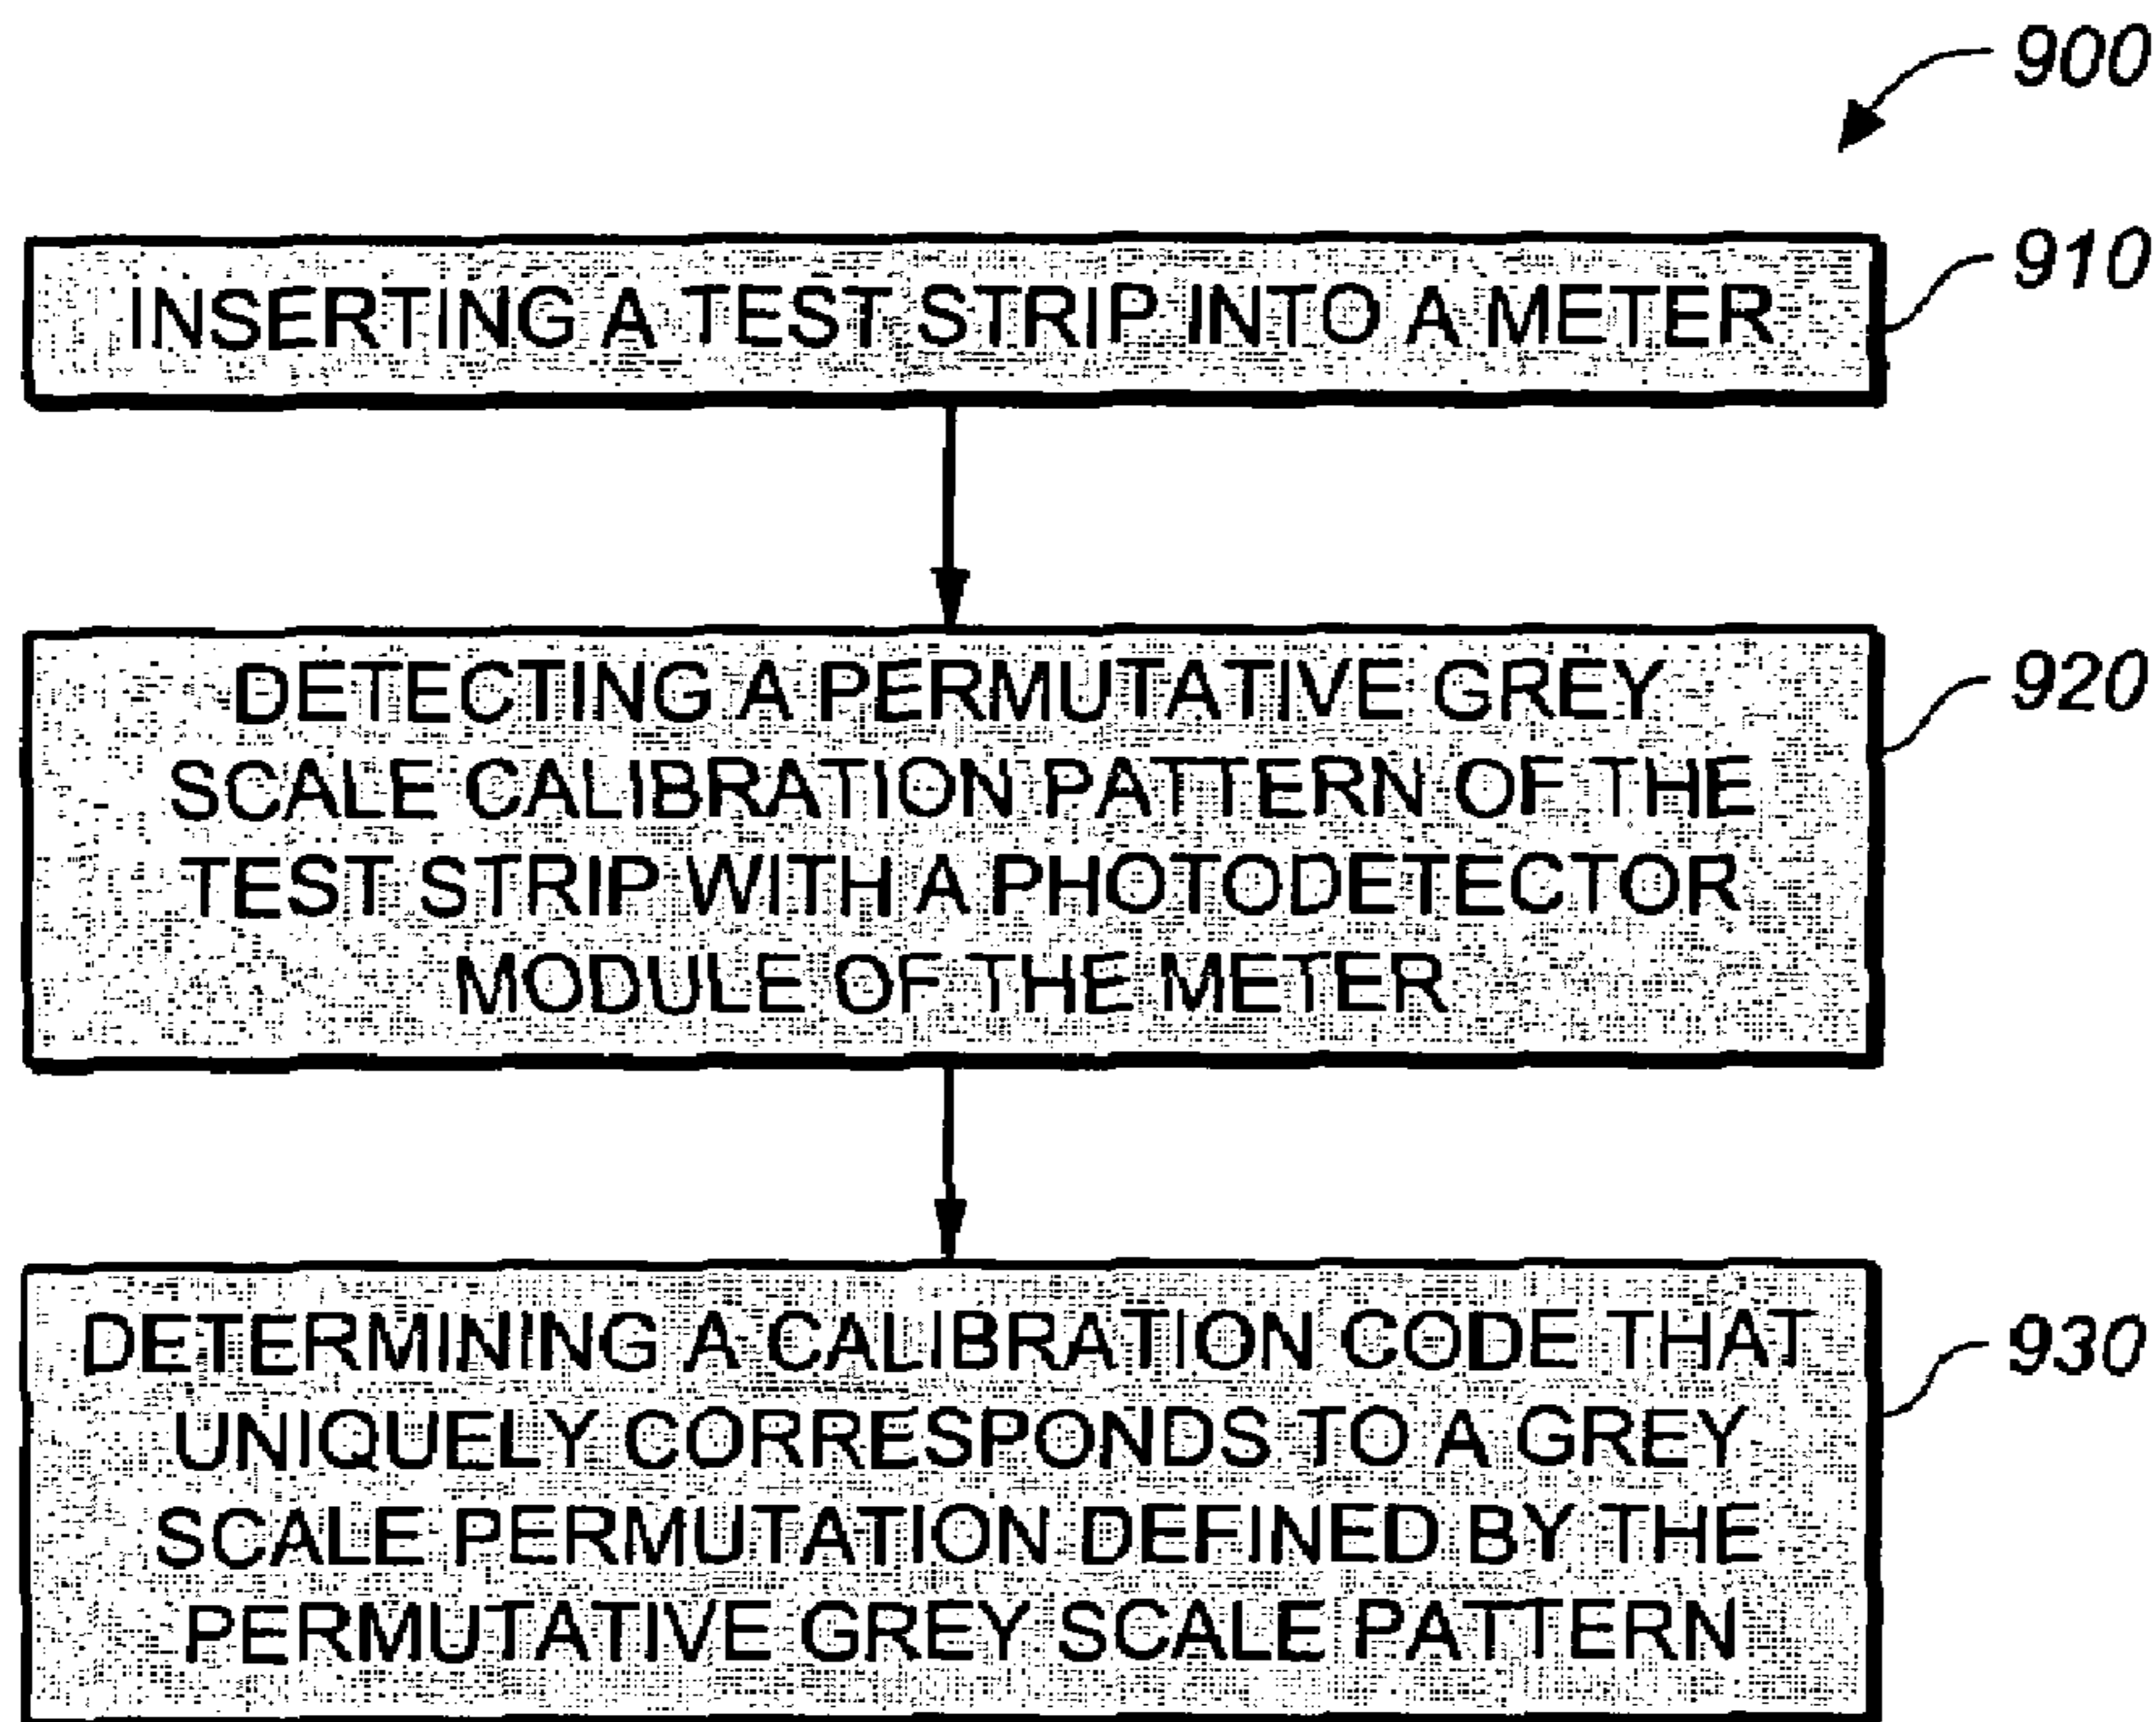 900
INSERTING A TEST STRIP INTO A METER
910
DETECTING A PERMUTATIVE GREY
SCALE CALIBRATION PATTERN OF THE
TEST STRIP WITH A PHOTODETECTOR
MODULE OF THE METER
920
DETERMINING A CALIBRATION CODE THAT
UNIQUELY CORRESPONDS TO A GREY
SCALE PERMUTATION DEFINED BY THE
PERMUTATIVE GREY SCALE PATTERN
930